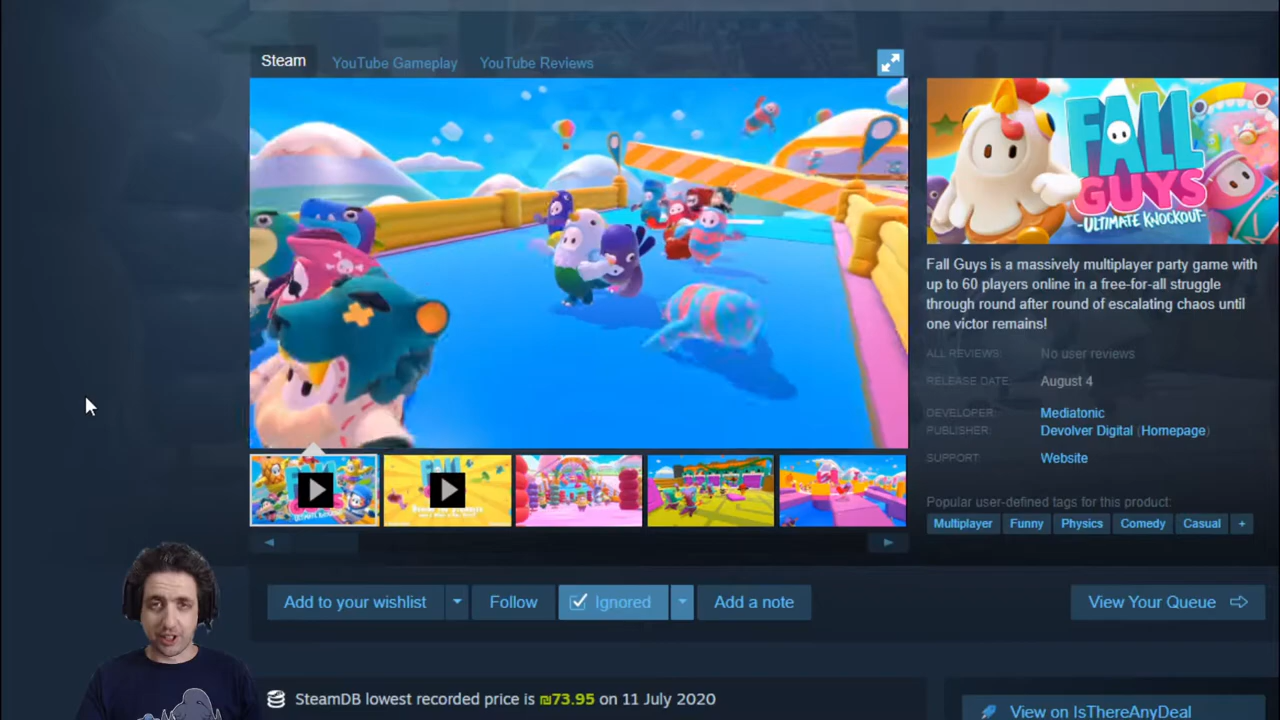 Steam
YouTube Gameplay
YouTube Reviews
FALL
GUYS
-ULTIMATE KNOCKOUT-
Fall Guys is a massively multiplayer party game with
up to 60 players online in a free-for-all struggle
through round after round of escalating chaos until
one victor remains!
ALL REVIEWS: No user reviews
RELEASE DATE: August 4
DEVELOPER: Mediatonic
PUBLISHER: Devolver Digital (Homepage)
SUPPORT: Website
Popular user-defined tags for this product:
Multiplayer Funny Physics Comedy Casual +
Add to your wishlist
Follow
Ignored
Add a note
View Your Queue
SteamDB lowest recorded price is ₪73.95 on 11 July 2020
View on IsThereAnyDeal